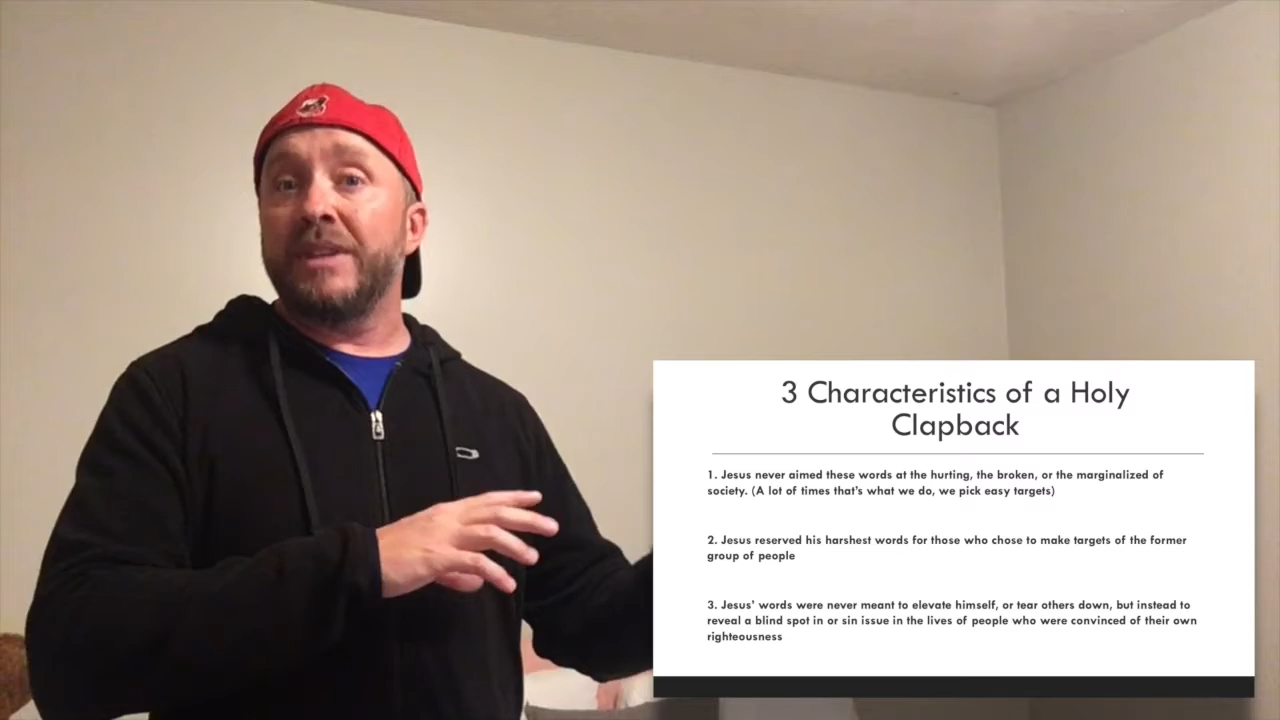 3 Characteristics of a Holy
Clapback
1. Jesus never aimed these words at the hurting, the broken, or the marginalized of
society. (A lot of times that's what we do, we pick easy targets)
2. Jesus reserved his harshest words for those who chose to make targets of the former
group of people
3. Jesus' words were never meant to elevate himself, or tear others down, but instead to
reveal a blind spot in or sin issue in the lives of people who were convinced of their own
righteousness